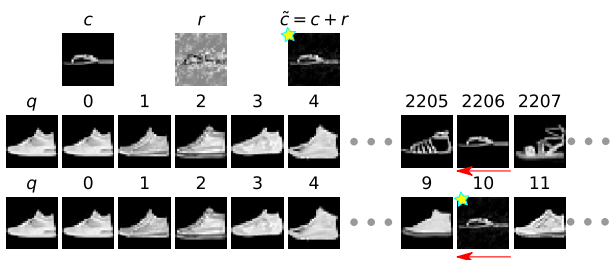 c r c̃ = c + r
q 0 1 2 3 4 2205 2206 2207
q 0 1 2 3 4 9 10 11